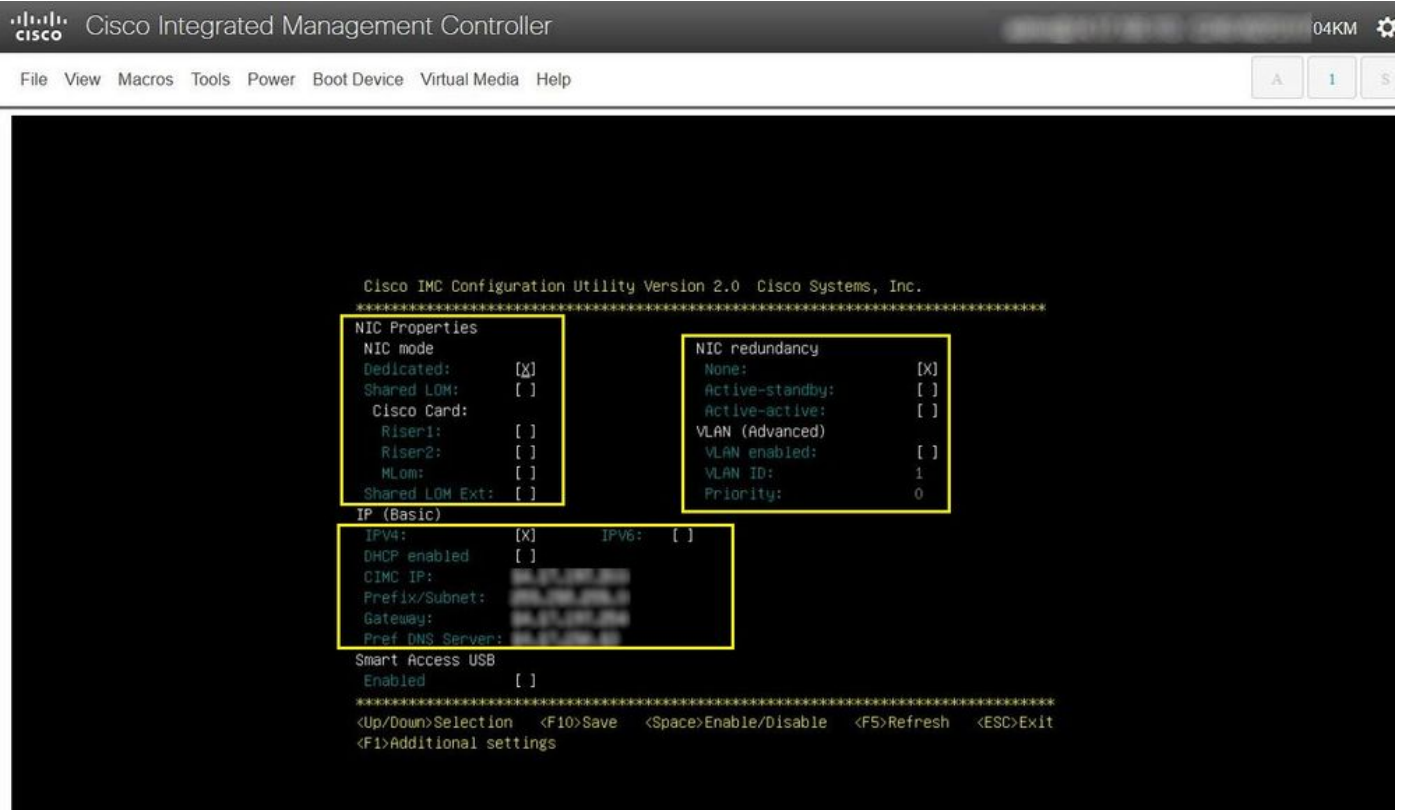 cisco Cisco Integrated Management Controller 04KM
File View Macros Tools Power Boot Device Virtual Media Help A 1 S
Cisco IMC Configuration Utility Version 2.0 Cisco Systems, Inc.
************************************************************************************
NIC Properties
NIC mode NIC redundancy
Dedicated: [X] None: [X]
Shared LOM: [ ] Active-standby: [ ]
Cisco Card: Active-active: [ ]
Riser1: [ ] VLAN (Advanced)
Riser2: [ ] VLAN enabled: [ ]
MLom: [ ] VLAN ID: 1
Shared LOM Ext: [ ] Priority: 0
IP (Basic)
IPV4: [X] IPV6: [ ]
DHCP enabled [ ]
CIMC IP:
Prefix/Subnet:
Gateway:
Pref DNS Server:
Smart Access USB
Enabled [ ]
************************************************************************************
<Up/Down>Selection <F10>Save <Space>Enable/Disable <F5>Refresh <ESC>Exit
<F1>Additional settings